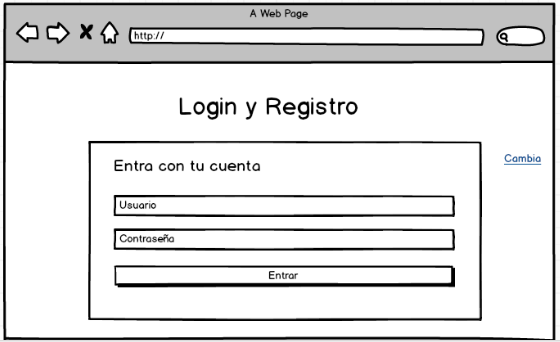 A Web Page
http://
Login y Registro
Entra con tu cuenta
Cambia
Usuario
Contraseña
Entrar